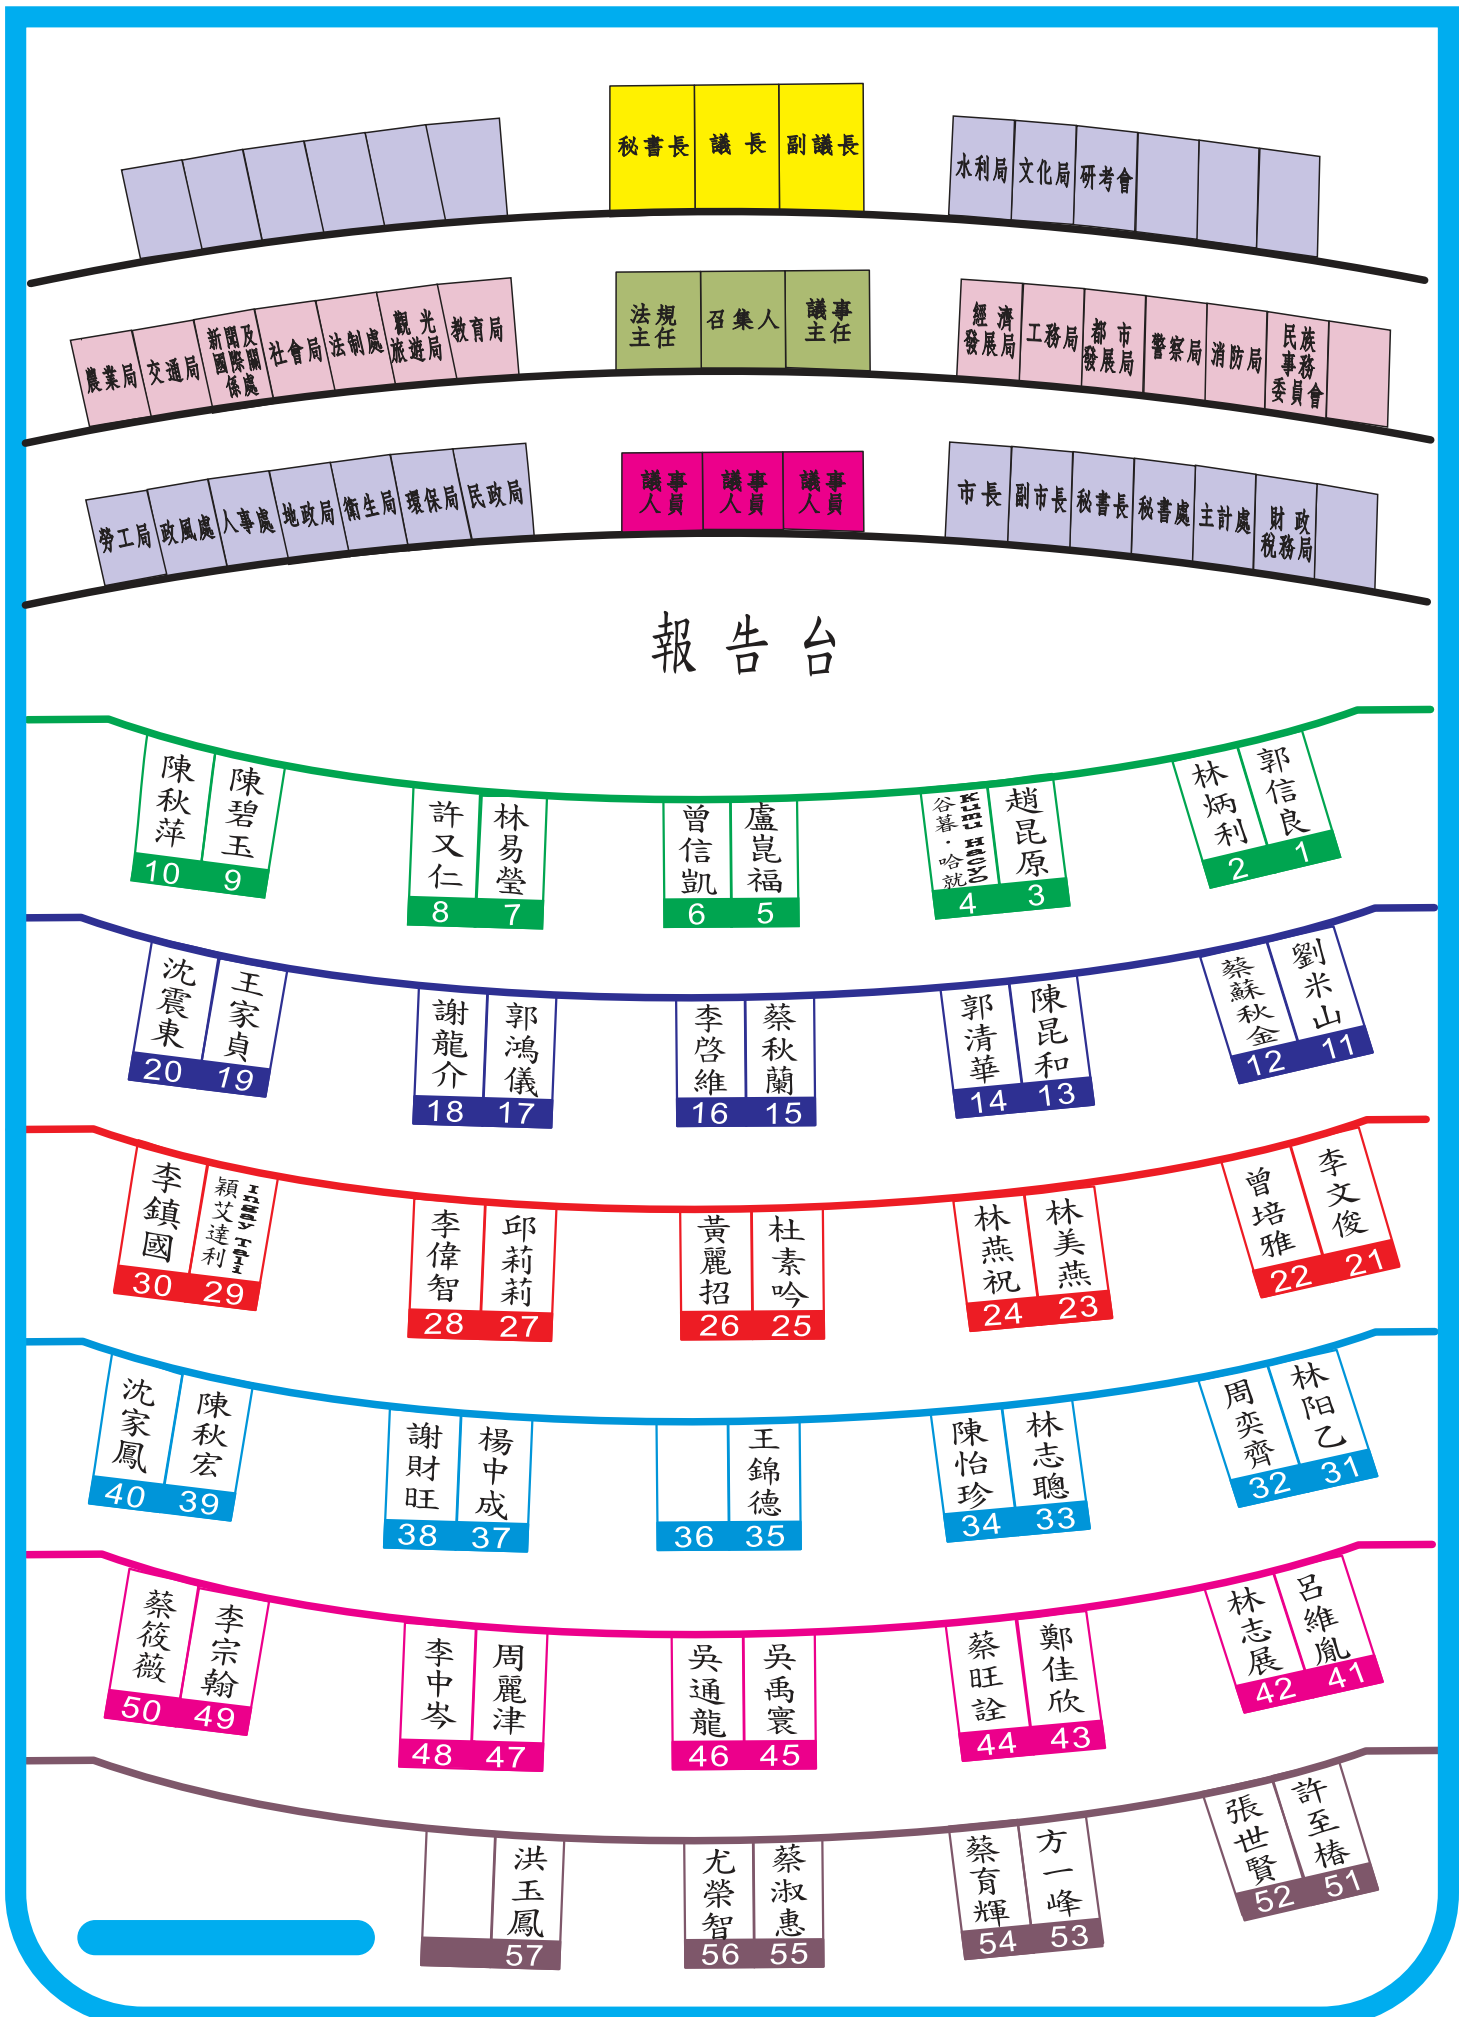 秘書長 議長 副議長
水利局 文化局 研考會
農業局 交通局 新聞及國際關係處 社會局 法制處 觀光旅遊局 教育局
法規主任 召集人 議事主任
經濟發展局 工務局 都市發展局 警察局 消防局 民族事務委員會
勞工局 政風處 人事處 地政局 衛生局 環保局 民政局
議事人員 議事人員 議事人員
市長 副市長 秘書長 秘書處 主計處 財政稅務局
報告台
陳秋萍 陳碧玉 許又仁 林易瑩 曾信凱 盧崑福 谷暮・哈就 Kumu Hacyo 趙昆原 林炳利 郭信良
10 9 8 7 6 5 4 3 2 1
沈震東 王家貞 謝龍介 郭鴻儀 李啓維 蔡秋蘭 郭清華 陳昆和 蔡蘇秋金 劉米山
20 19 18 17 16 15 14 13 12 11
李鎮國 穎艾達利 Ingay Tali 李偉智 邱莉莉 黃麗招 杜素吟 林燕祝 林美燕 曾培雅 李文俊
30 29 28 27 26 25 24 23 22 21
沈家鳳 陳秋宏 謝財旺 楊中成 王錦德 陳怡珍 林志聰 周奕齊 林阳乙
40 39 38 37 36 35 34 33 32 31
蔡筱薇 李宗翰 李中岑 周麗津 吳通龍 吳禹寰 蔡旺詮 鄭佳欣 林志展 呂維胤
50 49 48 47 46 45 44 43 42 41
洪玉鳳 尤榮智 蔡淑惠 蔡育輝 方一峰 張世賢 許至椿
57 56 55 54 53 52 51